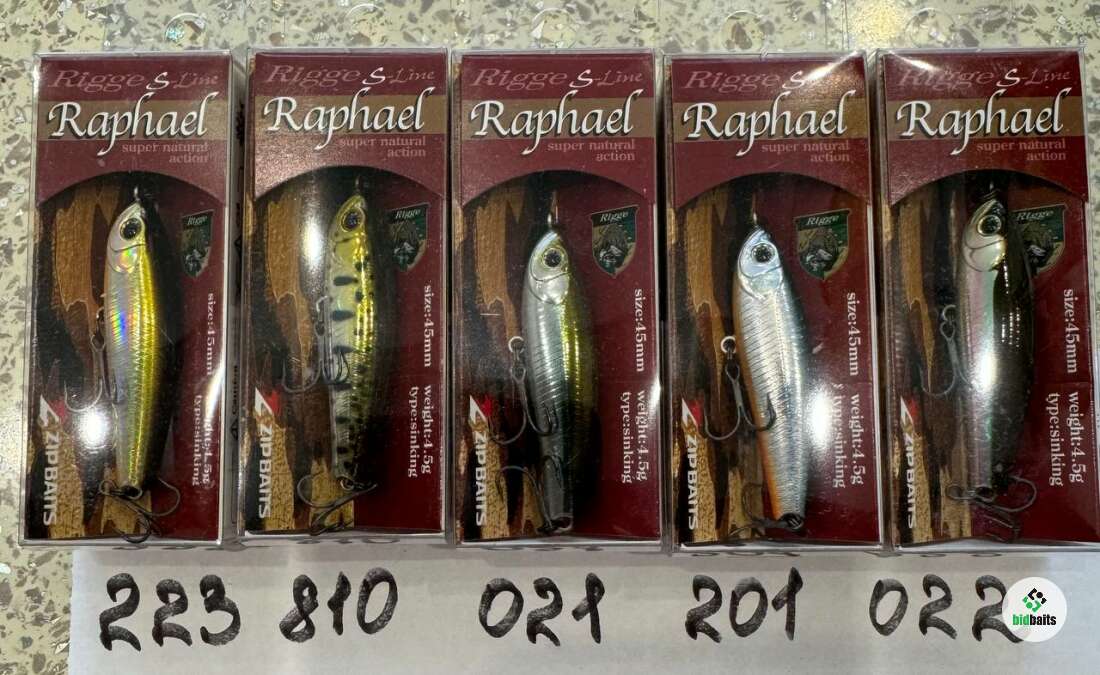 Rigge S-Line
Raphael
super natural
action
Rigge
size:45mm
weight:4.5g
type:sinking
ZIPBAITS
Rigge S-Line
Raphael
super natural
action
Rigge
size:45mm
weight:4.5g
type:sinking
ZIPBAITS
Rigge S-Line
Raphael
super natural
action
Rigge
size:45mm
weight:4.5g
type:sinking
ZIPBAITS
Rigge S-Line
Raphael
super natural
action
Rigge
size:45mm
weight:4.5g
type:sinking
ZIPBAITS
Rigge S-Line
Raphael
super natural
action
Rigge
size:45mm
weight:4.5g
type:sinking
ZIPBAITS
223 810 021 201 022
bidbaits